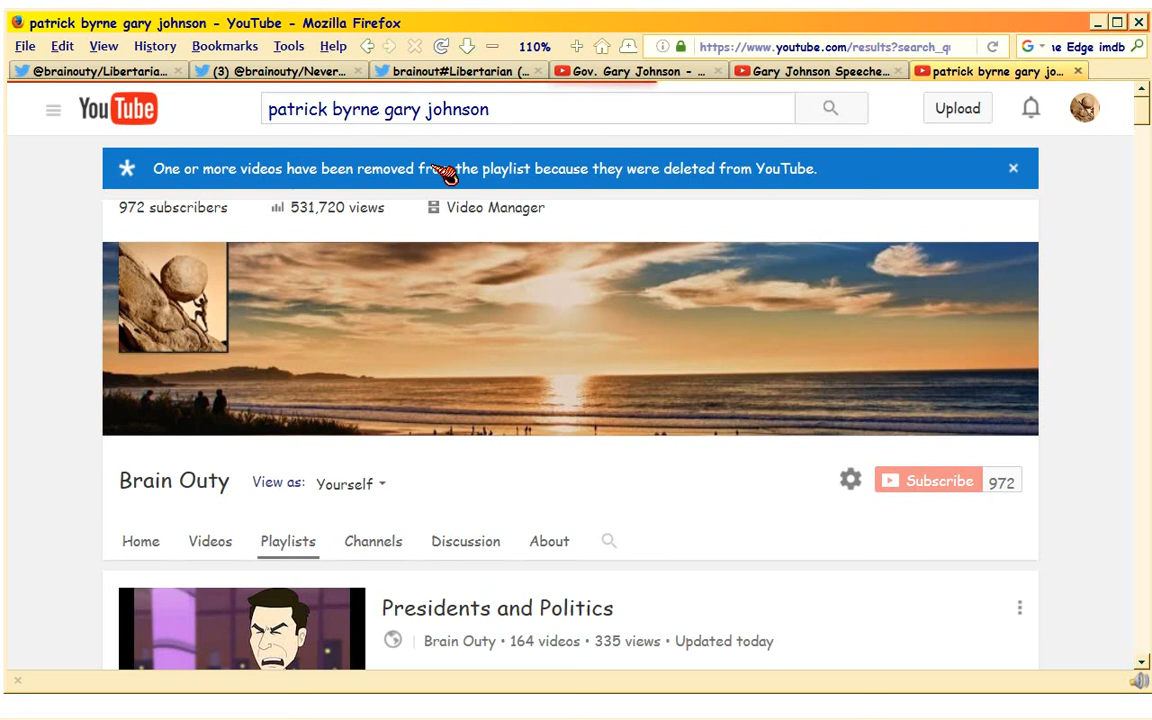 patrick byrne gary johnson - YouTube - Mozilla Firefox
File Edit View History Bookmarks Tools Help 110% https://www.youtube.com/results?search_q G ıe Edge imdb
@brainouty/Libertaria... × (3) @brainouty/Never... × brainout#Libertarian (... × Gov. Gary Johnson - ... × Gary Johnson Speeche... × patrick byrne gary jo... ×
YouTube patrick byrne gary johnson Upload
One or more videos have been removed fr the playlist because they were deleted from YouTube. ×
972 subscribers 531,720 views Video Manager
Brain Outy View as: Yourself Subscribe 972
Home Videos Playlists Channels Discussion About
Presidents and Politics
Brain Outy • 164 videos • 335 views • Updated today